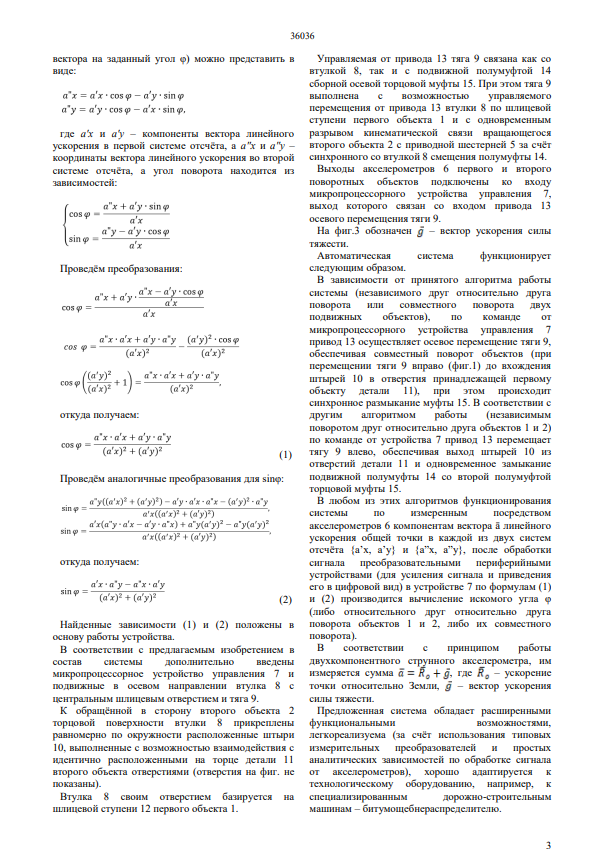 36036
вектора на заданный угол φ) можно представить в
виде:
a"x = a'x · cos φ − a'y · sin φ
a"y = a'y · cos φ − a'x · sin φ,
где a'x и a'y – компоненты вектора линейного
ускорения в первой системе отсчёта, а a"x и a"y –
координаты вектора линейного ускорения во второй
системе отсчёта, а угол поворота находится из
зависимостей:
{ cos φ = (a"x + a'y · sin φ) / a'x
sin φ = (a"y − a'y · cos φ) / a'x
Проведём преобразования:
cos φ = (a"x + a'y · (a"x − a'y · cos φ) / a'x) / a'x
cos φ = (a"x · a'x + a'y · a"y) / (a'x)² − ((a'y)² · cos φ) / (a'x)²
cos φ ((a'y)² / (a'x)² + 1) = (a"x · a'x + a'y · a"y) / (a'x)²,
откуда получаем:
cos φ = (a"x · a'x + a'y · a"y) / ((a'x)² + (a'y)²) (1)
Проведём аналогичные преобразования для sinφ:
sin φ = (a"y((a'x)² + (a'y)²) − a'y · a'x · a"x − (a'y)² · a"y) / (a'x((a'x)² + (a'y)²)),
sin φ = (a'x(a"y · a'x − a'y · a"x) + a"y(a'y)² − a"y(a'y)²) / (a'x((a'x)² + (a'y)²)),
откуда получаем:
sin φ = (a'x · a"y − a"x · a'y) / ((a'x)² + (a'y)²) (2)
Найденные зависимости (1) и (2) положены в
основу работы устройства.
В соответствии с предлагаемым изобретением в
состав системы дополнительно введены
микропроцессорное устройство управления 7 и
подвижные в осевом направлении втулка 8 с
центральным шлицевым отверстием и тяга 9.
К обращённой в сторону второго объекта 2
торцовой поверхности втулки 8 прикреплены
равномерно по окружности расположенные штыри
10, выполненные с возможностью взаимодействия с
идентично расположенными на торце детали 11
второго объекта отверстиями (отверстия на фиг. не
показаны).
Втулка 8 своим отверстием базируется на
шлицевой ступени 12 первого объекта 1.
Управляемая от привода 13 тяга 9 связана как со
втулкой 8, так и с подвижной полумуфтой 14
сборной осевой торцовой муфты 15. При этом тяга 9
выполнена с возможностью управляемого
перемещения от привода 13 втулки 8 по шлицевой
ступени первого объекта 1 и с одновременным
разрывом кинематической связи вращающегося
второго объекта 2 с приводной шестерней 5 за счёт
синхронного со втулкой 8 смещения полумуфты 14.
Выходы акселерометров 6 первого и второго
поворотных объектов подключены ко входу
микропроцессорного устройства управления 7,
выход которого связан со входом привода 13
осевого перемещения тяги 9.
На фиг.3 обозначен g⃗ – вектор ускорения силы
тяжести.
Автоматическая система функционирует
следующим образом.
В зависимости от принятого алгоритма работы
системы (независимого друг относительно друга
поворота или совместного поворота двух
подвижных объектов), по команде от
микропроцессорного устройства управления 7
привод 13 осуществляет осевое перемещение тяги 9,
обеспечивая совместный поворот объектов (при
перемещении тяги 9 вправо (фиг.1) до вхождения
штырей 10 в отверстия принадлежащей первому
объекту детали 11), при этом происходит
синхронное размыкание муфты 15. В соответствии с
другим алгоритмом работы (независимым
поворотом друг относительно друга объектов 1 и 2)
по команде от устройства 7 привод 13 перемещает
тягу 9 влево, обеспечивая выход штырей 10 из
отверстий детали 11 и одновременное замыкание
подвижной полумуфты 14 со второй полумуфтой
торцовой муфты 15.
В любом из этих алгоритмов функционирования
системы по измеренным посредством
акселерометров 6 компонентам вектора ā линейного
ускорения общей точки в каждой из двух систем
отсчёта {a'x, a'y} и {a"x, a"y}, после обработки
сигнала преобразовательными периферийными
устройствами (для усиления сигнала и приведения
его в цифровой вид) в устройстве 7 по формулам (1)
и (2) производится вычисление искомого угла φ
(либо относительного друг относительно друга
поворота объектов 1 и 2, либо их совместного
поворота).
В соответствии с принципом работы
двухкомпонентного струнного акселерометра, им
измеряется сумма a⃗ = R̈⃗ₒ + g⃗, где R̈⃗ₒ – ускорение
точки относительно Земли, g⃗ – вектор ускорения
силы тяжести.
Предложенная система обладает расширенными
функциональными возможностями,
легкореализуема (за счёт использования типовых
измерительных преобразователей и простых
аналитических зависимостей по обработке сигнала
от акселерометров), хорошо адаптируется к
технологическому оборудованию, например, к
специализированным дорожно-строительным
машинам – битумощебнераспределителю.
3